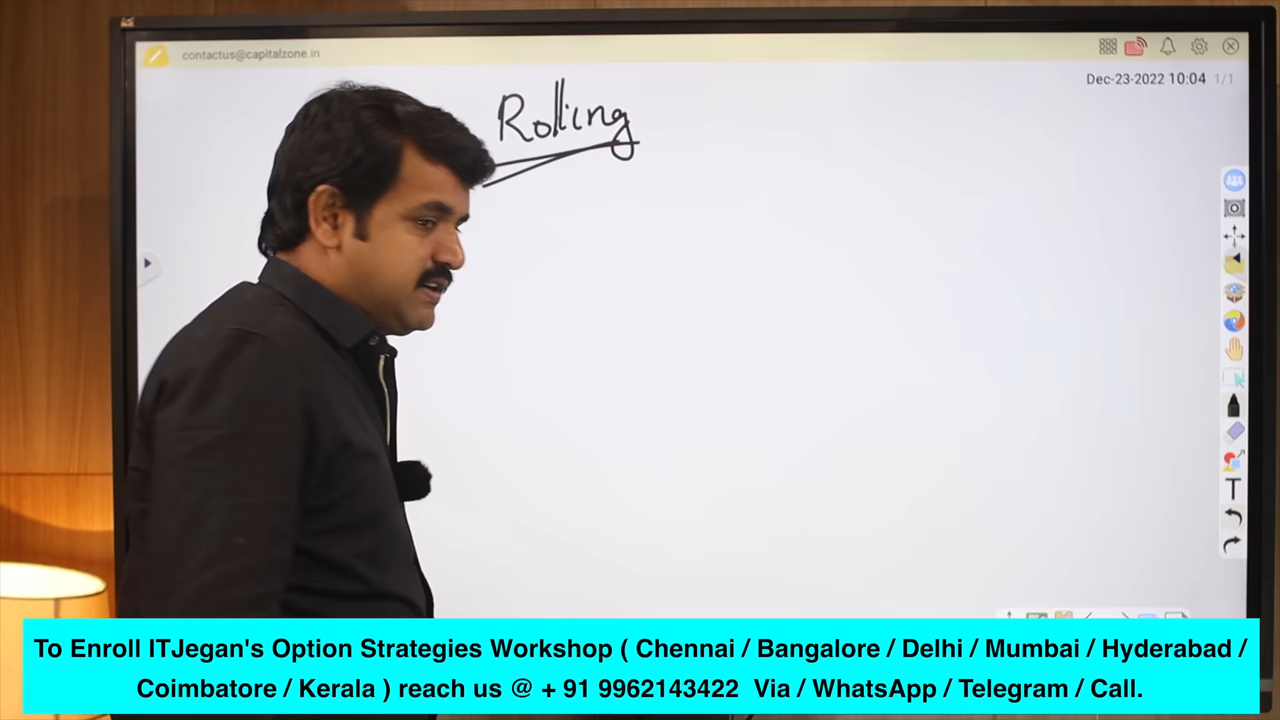 contactus@capitalzone.in
Dec-23-2022 10:04 1/1
Rolling
T
To Enroll ITJegan's Option Strategies Workshop ( Chennai / Bangalore / Delhi / Mumbai / Hyderabad /
Coimbatore / Kerala ) reach us @ + 91 9962143422 Via / WhatsApp / Telegram / Call.